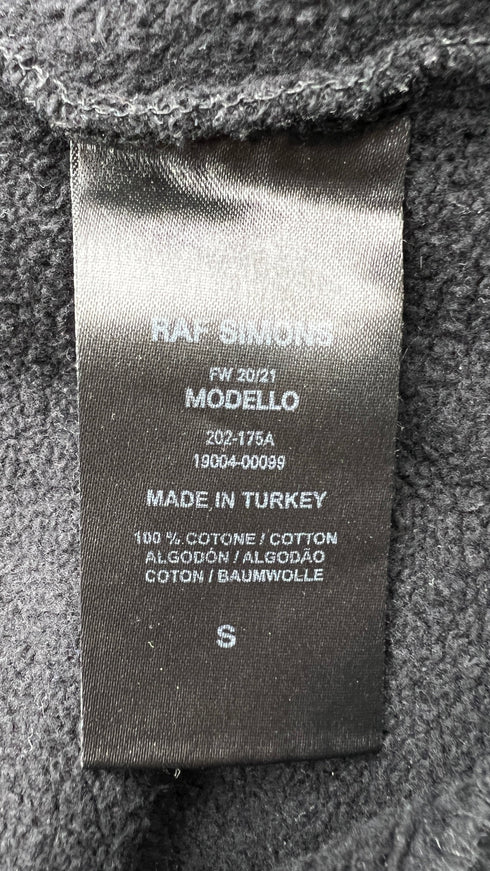 RAF SIMONS
FW 20/21
MODELLO
202-175A
19004-00099
MADE IN TURKEY
100 % COTONE / COTTON
ALGODÓN / ALGODÃO
COTON / BAUMWOLLE
S